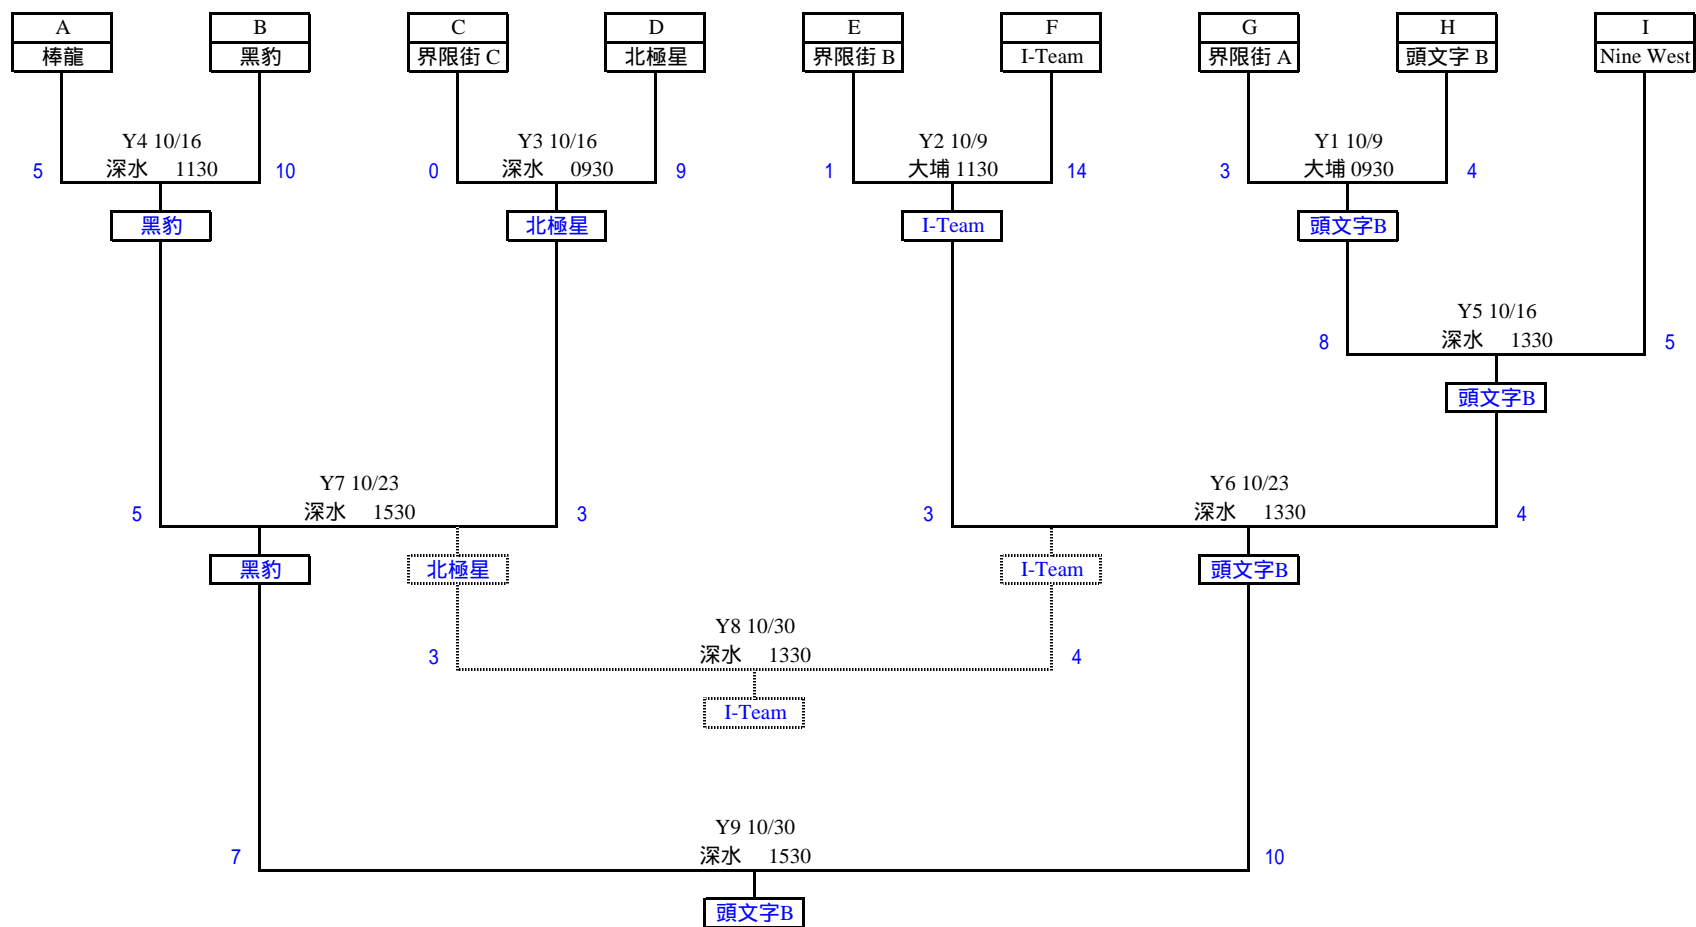 A B C D E F G H I
棒龍 黑豹 界限街 C 北極星 界限街 B I-Team 界限街 A 頭文字 B Nine West
Y4 10/16 Y3 10/16 Y2 10/9 Y1 10/9
5 深水 1130 10 0 深水 0930 9 1 大埔 1130 14 3 大埔 0930 4
黑豹 北極星 I-Team 頭文字B
Y5 10/16
8 深水 1330 5
頭文字B
Y7 10/23 Y6 10/23
5 深水 1530 3 3 深水 1330 4
黑豹 北極星 I-Team 頭文字B
Y8 10/30
3 深水 1330 4
I-Team
Y9 10/30
7 深水 1530 10
頭文字B